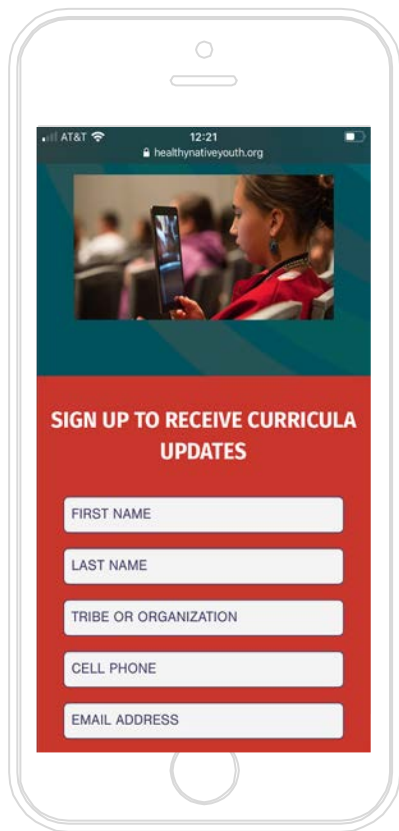 AT&T 12:21
healthynativeyouth.org
SIGN UP TO RECEIVE CURRICULA
UPDATES
FIRST NAME
LAST NAME
TRIBE OR ORGANIZATION
CELL PHONE
EMAIL ADDRESS